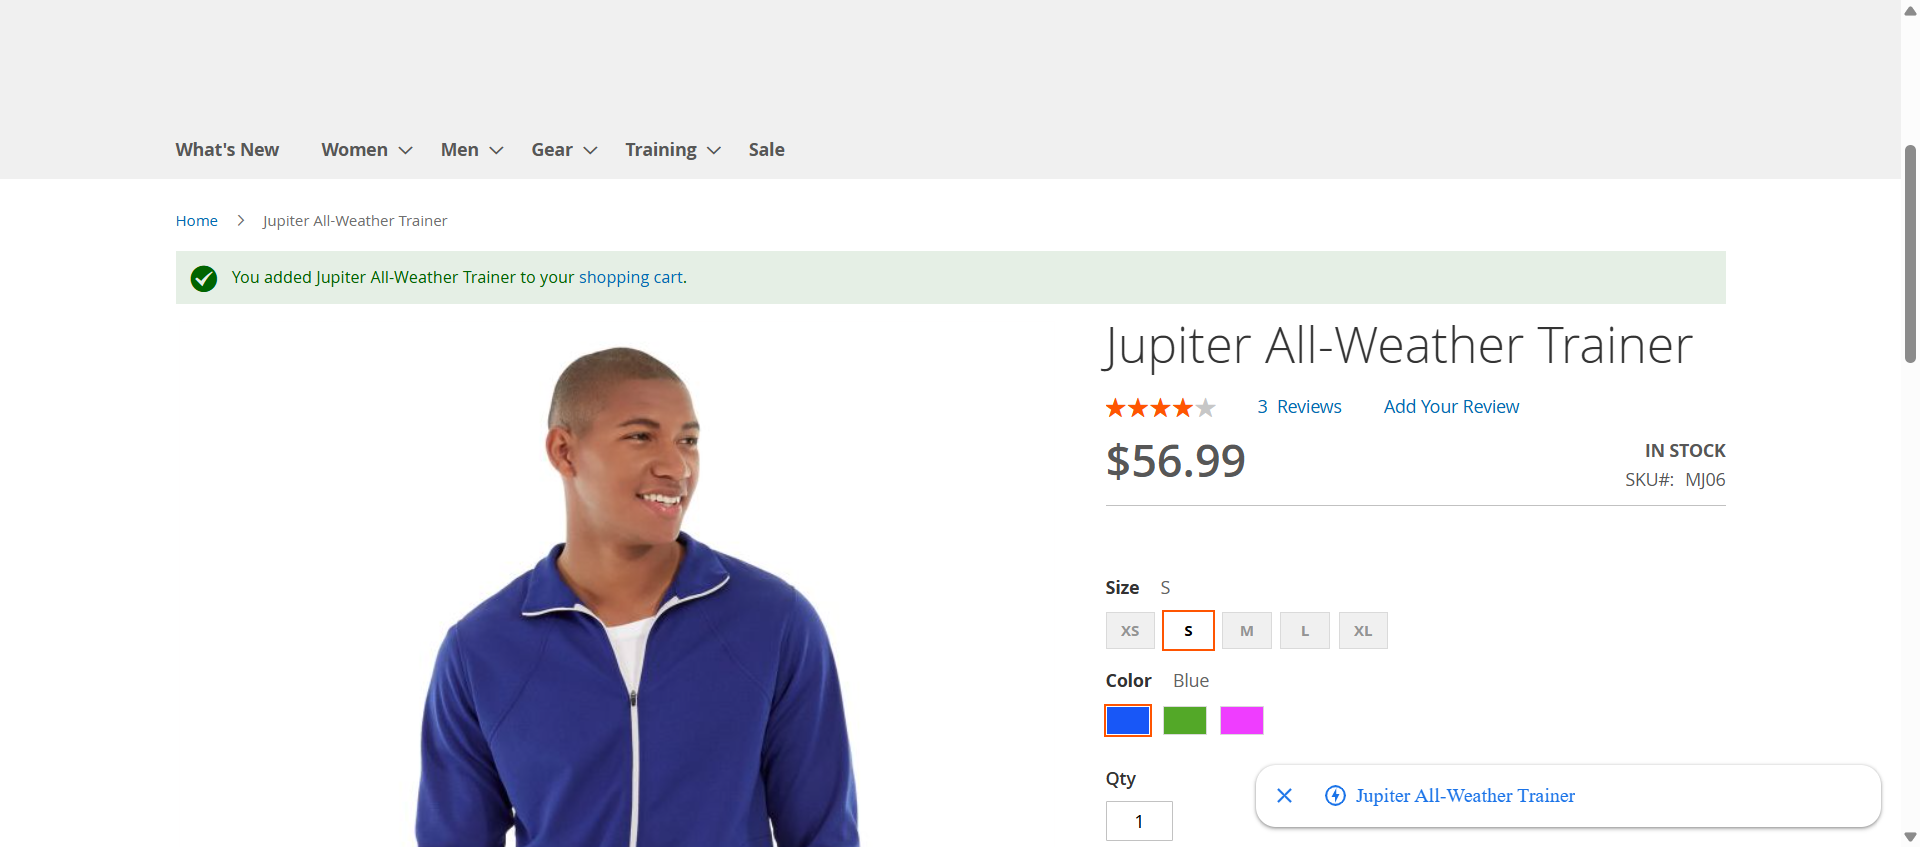 What's New Women Men Gear Training Sale
Home Jupiter All-Weather Trainer
You added Jupiter All-Weather Trainer to your shopping cart.
Jupiter All-Weather Trainer
3 Reviews Add Your Review
$56.99
IN STOCK
SKU#: MJ06
Size S
XS S M L XL
Color Blue
Qty
1
Jupiter All-Weather Trainer